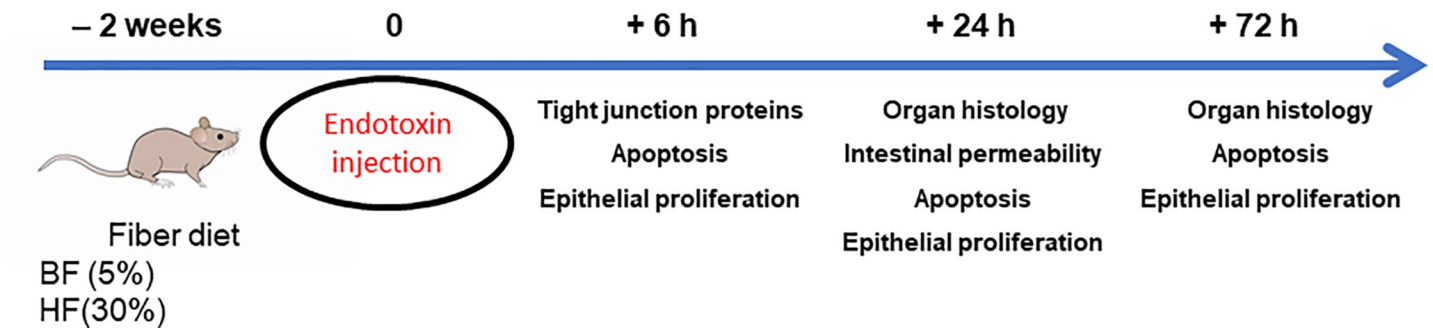 – 2 weeks 0 + 6 h + 24 h + 72 h
Endotoxin
injection
Fiber diet
BF (5%)
HF(30%)
Tight junction proteins
Apoptosis
Epithelial proliferation
Organ histology
Intestinal permeability
Apoptosis
Epithelial proliferation
Organ histology
Apoptosis
Epithelial proliferation